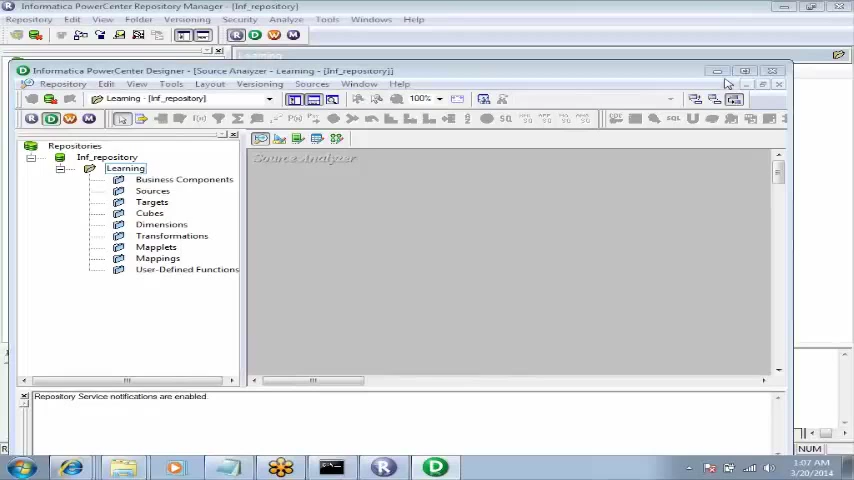 Informatica PowerCenter Repository Manager - [Inf_repository]
Repository Edit View Folder Versioning Security Analyze Tools Windows Help
R D W M
Learning
Informatica PowerCenter Designer - [Source Analyzer - Learning - [Inf_repository]]
Repository Edit View Tools Layout Versioning Sources Window Help
Learning - [Inf_repository] 100%
R D W M
Repositories
Source Analyzer
Inf_repository
Learning
Business Components
Sources
Targets
Cubes
Dimensions
Transformations
Mapplets
Mappings
User-Defined Functions
Repository Service notifications are enabled.
NUM
1:07 AM
3/20/2014